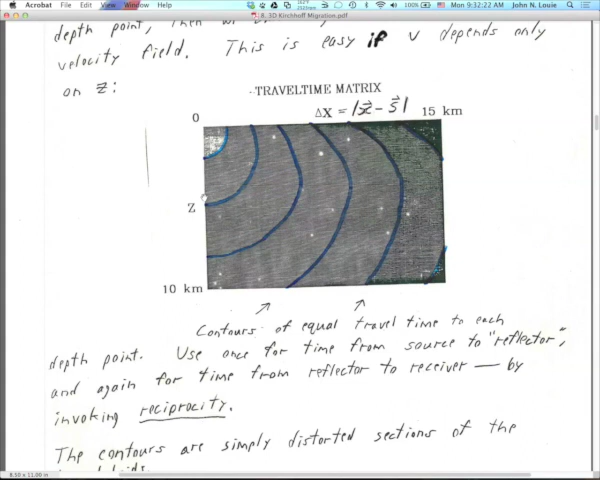 Acrobat File Edit View Window Help 100% Mon 9:32:22 AM John N. Louie
8. 3D Kirchhoff Migration.pdf
depth point, then
velocity field. This is easy if v depends only
on z:
TRAVELTIME MATRIX
0 ΔX = |x⃗ - s⃗| 15 km
Z
10 km
Contours of equal travel time to each
depth point. Use once for time from source to "reflector",
and again for time from reflector to receiver — by
invoking reciprocity.
The contours are simply distorted sections of the
8.50 x 11.00 in